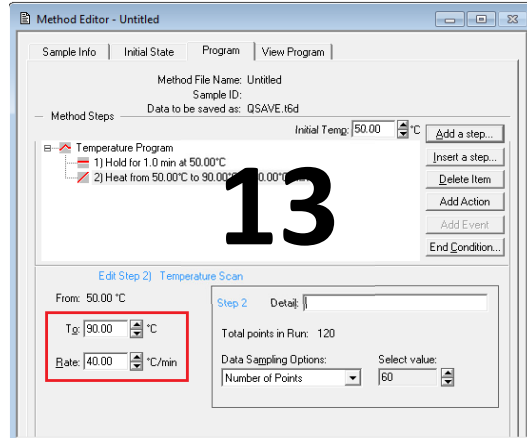 Method Editor - Untitled
Sample Info Initial State Program View Program
Method File Name: Untitled
Sample ID:
Data to be saved as: QSAVE.t6d
Method Steps
Initial Temp: 50.00 °C
Add a step...
Temperature Program
Insert a step...
1) Hold for 1.0 min at 50.00°C
2) Heat from 50.00°C to 90.00°C 0.00°
Delete Item
13
Add Action
Add Event
End Condition...
Edit Step 2) Temperature Scan
From: 50.00 °C
Step 2 Detail:
To: 90.00 °C
Total points in Run: 120
Rate: 40.00 °C/min
Data Sampling Options: Select value:
Number of Points 60